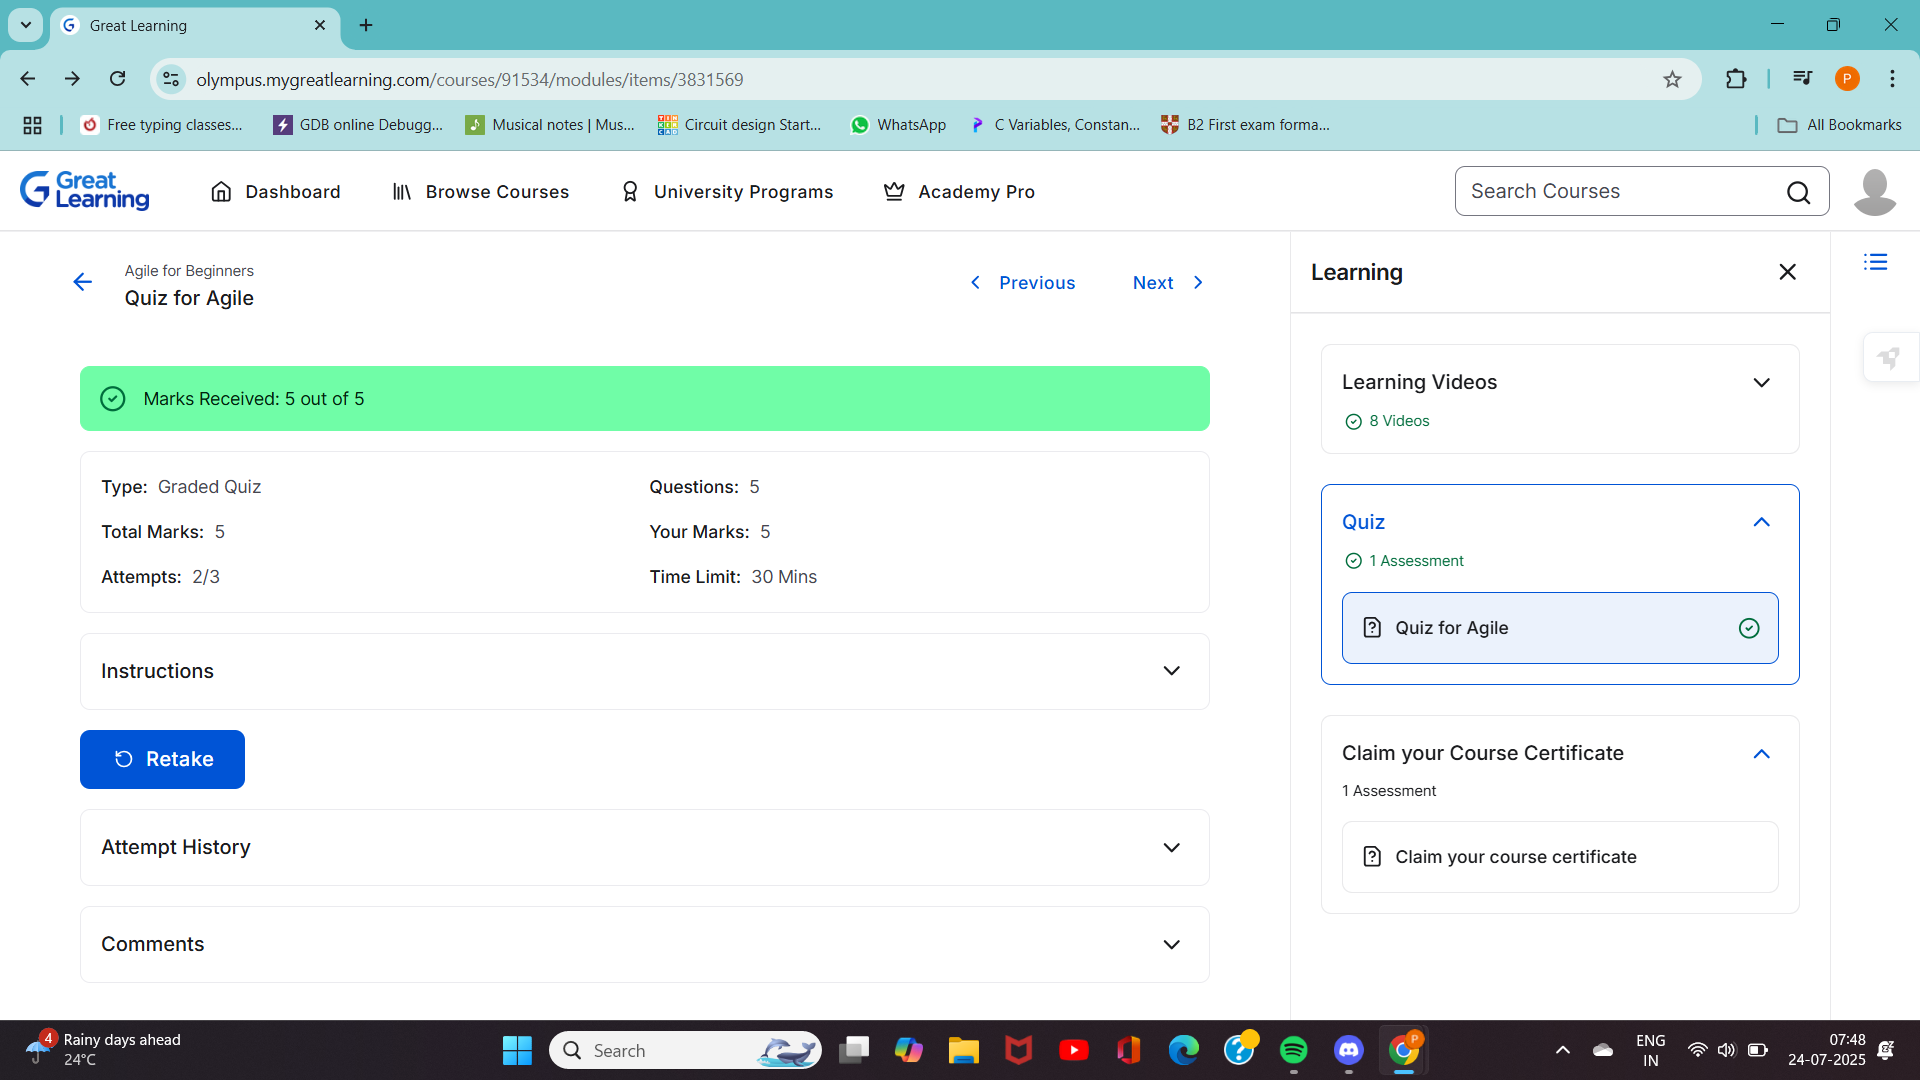 Great Learning
olympus.mygreatlearning.com/courses/91534/modules/items/3831569
P
Free typing classes...
GDB online Debugg...
Musical notes | Mus...
Circuit design Start...
WhatsApp
C Variables, Constan...
B2 First exam forma...
All Bookmarks
Great
Learning
Dashboard
Browse Courses
University Programs
Academy Pro
Search Courses
Agile for Beginners
Quiz for Agile
Previous
Next
Marks Received: 5 out of 5
Type: Graded Quiz
Questions: 5
Total Marks: 5
Your Marks: 5
Attempts: 2/3
Time Limit: 30 Mins
Instructions
Retake
Attempt History
Comments
Learning
Learning Videos
8 Videos
Quiz
1 Assessment
Quiz for Agile
Claim your Course Certificate
1 Assessment
Claim your course certificate
4
Rainy days ahead
24°C
Search
P
ENG
IN
07:48
24-07-2025